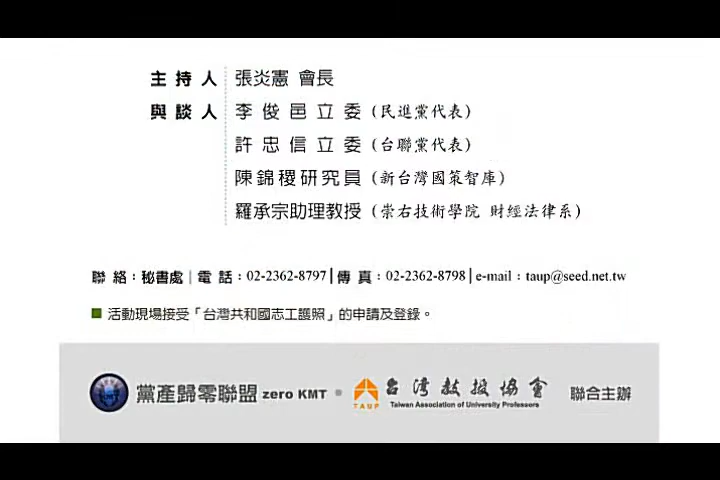 主持人 張炎憲 會長
與談人 李俊邑立委(民進黨代表)
許忠信立委(台聯黨代表)
陳錦稷研究員(新台灣國策智庫)
羅承宗助理教授(崇右技術學院 財經法律系)
聯絡:秘書處|電話:02-2362-8797|傳真:02-2362-8798|e-mail:taup@seed.net.tw
■活動現場接受「台灣共和國志工護照」的申請及登錄。
黨產歸零聯盟 zero KMT 台灣教授協會 聯合主辦
TAUP Taiwan Association of University Professors